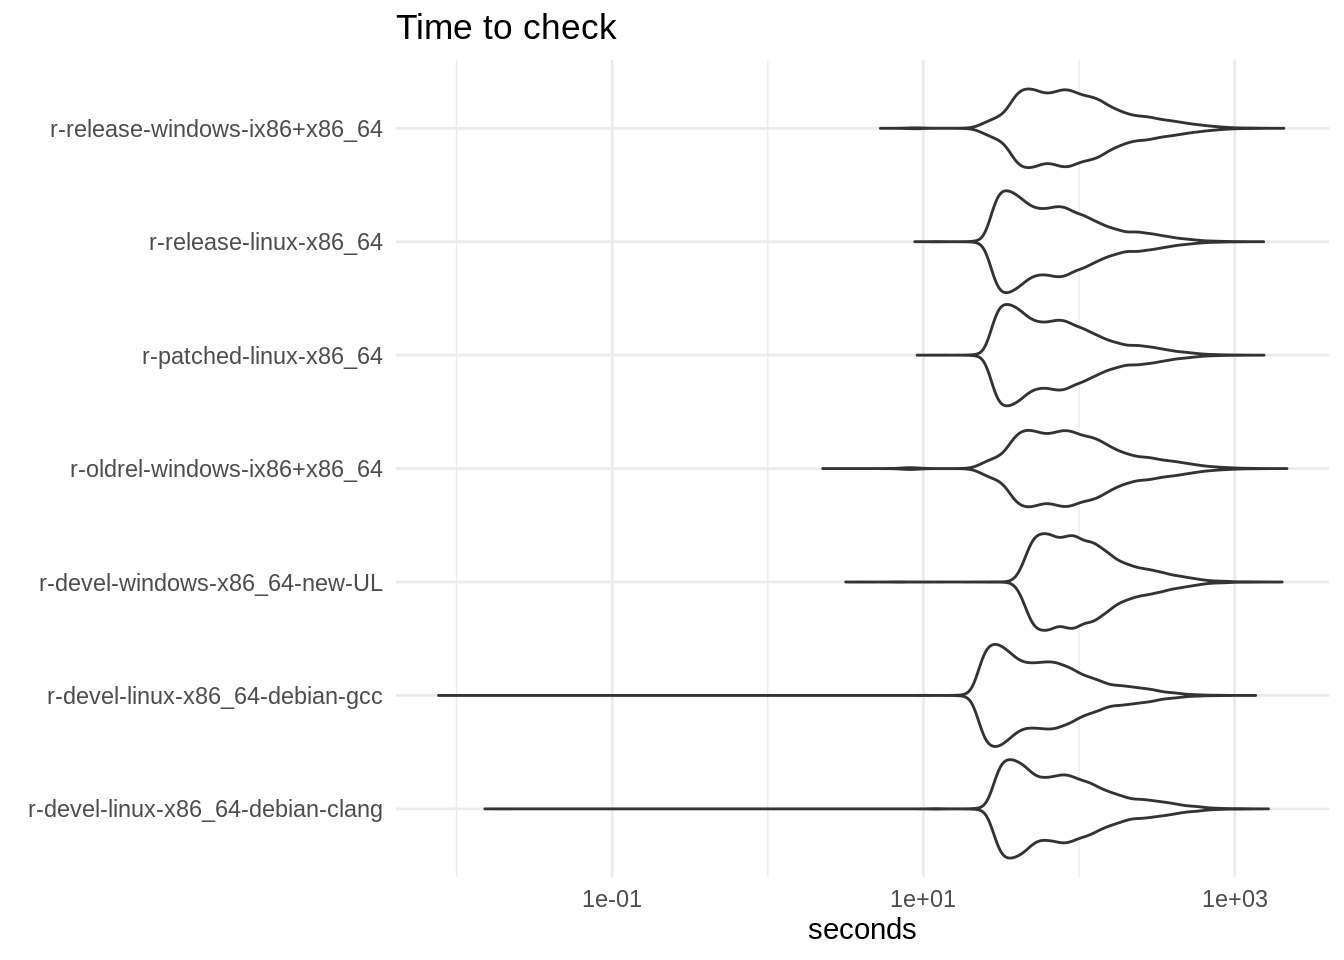 Time to check
r-release-windows-ix86+x86_64
r-release-linux-x86_64
r-patched-linux-x86_64
r-oldrel-windows-ix86+x86_64
r-devel-windows-x86_64-new-UL
r-devel-linux-x86_64-debian-gcc
r-devel-linux-x86_64-debian-clang
1e-01 1e+01 1e+03
seconds